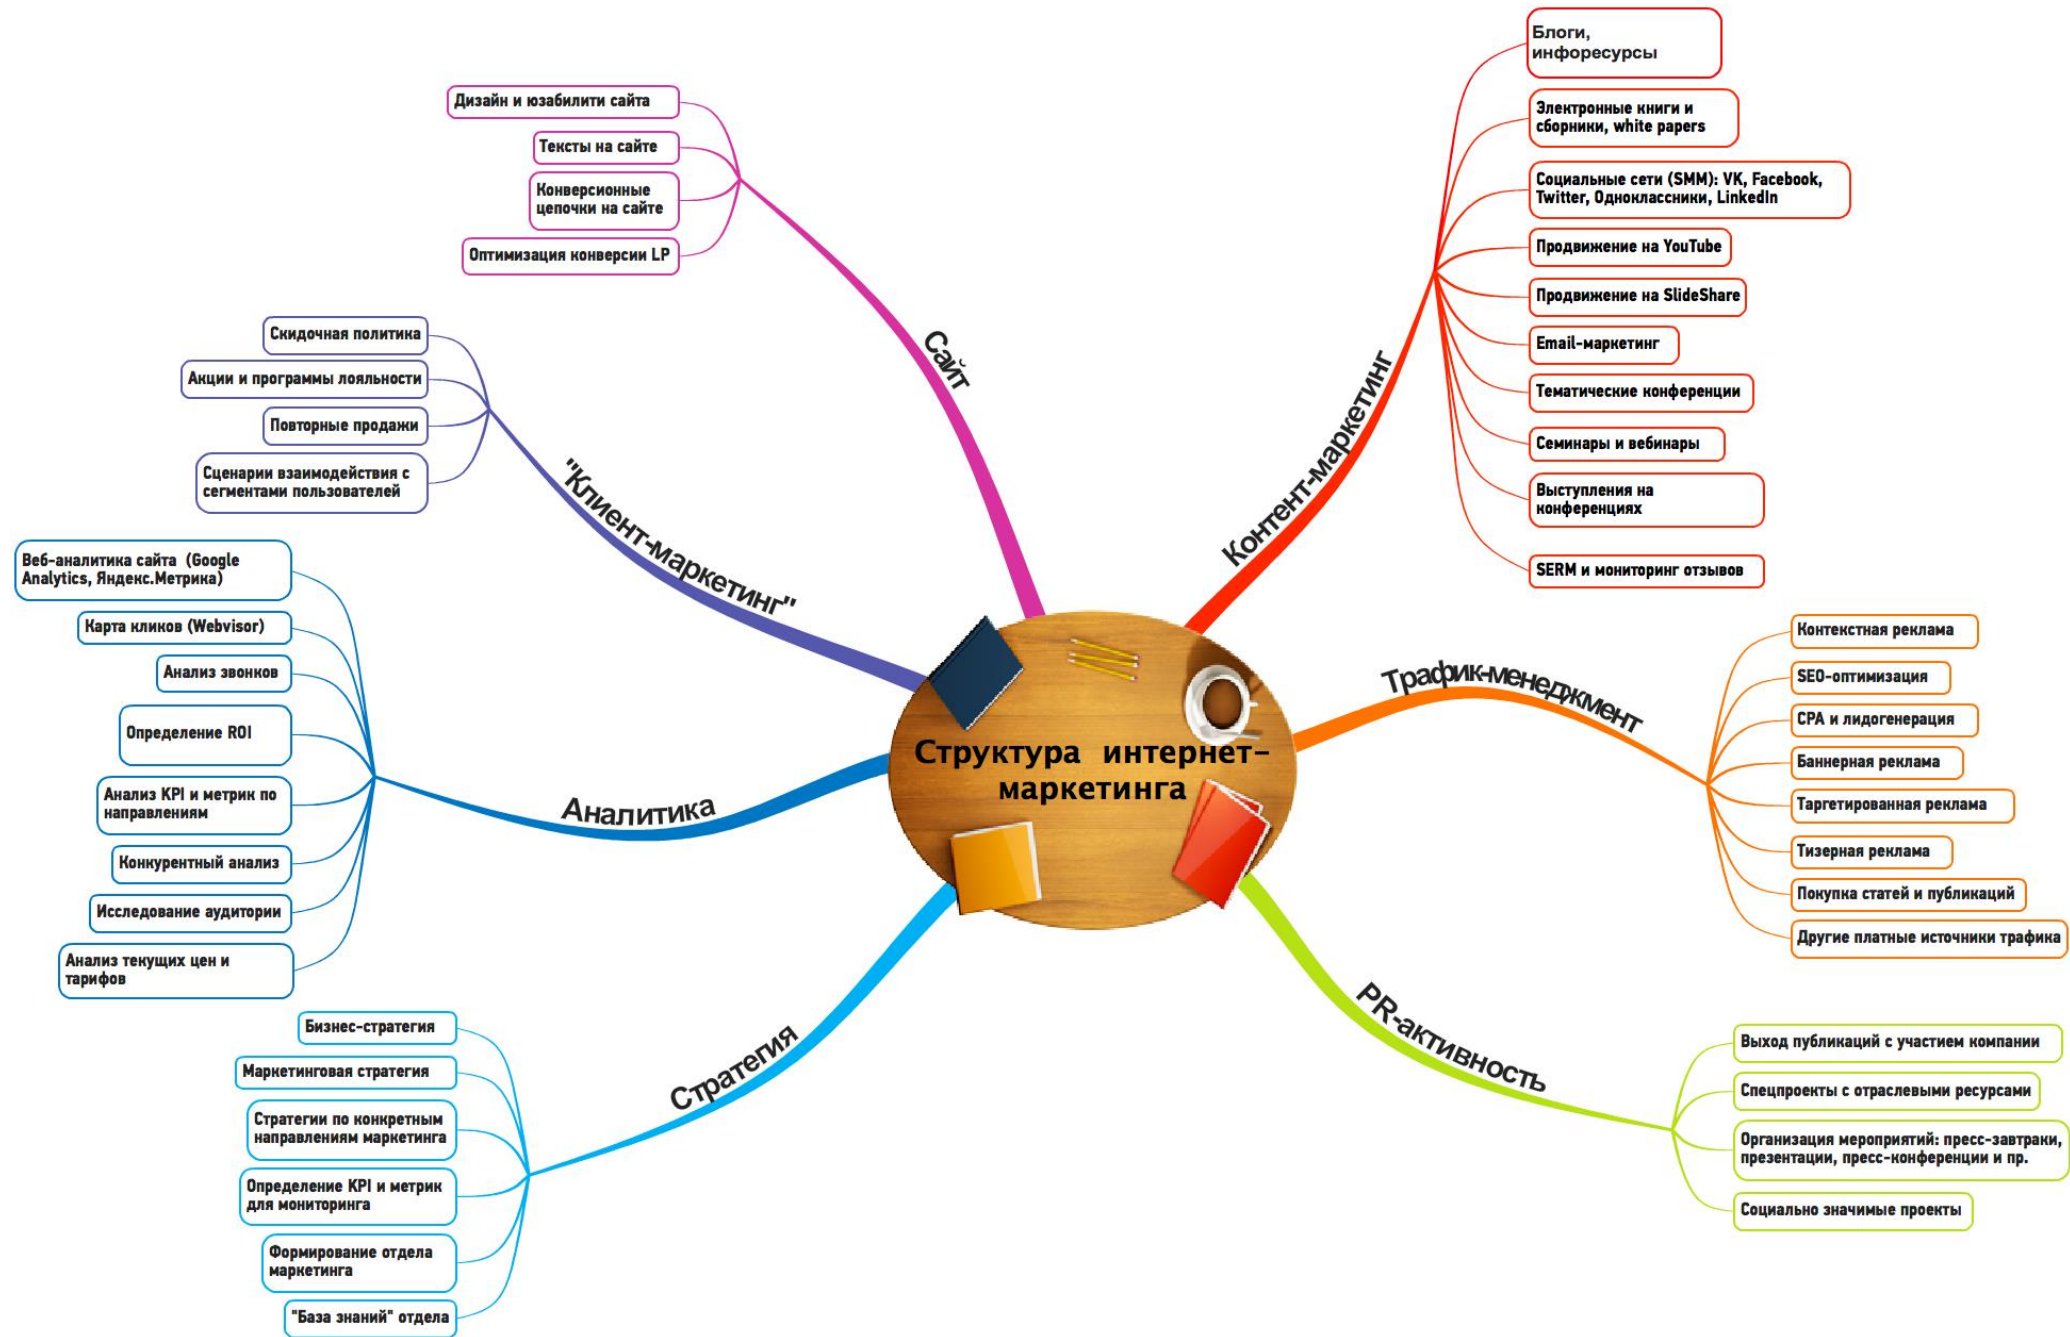 Структура интернет-
маркетинга
Контент-маркетинг
Блоги,
инфоресурсы
Электронные книги и
сборники, white papers
Социальные сети (SMM): VK, Facebook,
Twitter, Одноклассники, LinkedIn
Продвижение на YouTube
Продвижение на SlideShare
Email-маркетинг
Тематические конференции
Семинары и вебинары
Выступления на
конференциях
SERM и мониторинг отзывов
Трафик-менеджмент
Контекстная реклама
SEO-оптимизация
CPA и лидогенерация
Баннерная реклама
Таргетированная реклама
Тизерная реклама
Покупка статей и публикаций
Другие платные источники трафика
PR-активность
Выход публикаций с участием компании
Спецпроекты с отраслевыми ресурсами
Организация мероприятий: пресс-завтраки,
презентации, пресс-конференции и пр.
Социально значимые проекты
Сайт
Дизайн и юзабилити сайта
Тексты на сайте
Конверсионные
цепочки на сайте
Оптимизация конверсии LP
"Клиент-маркетинг"
Скидочная политика
Акции и программы лояльности
Повторные продажи
Сценарии взаимодействия с
сегментами пользователей
Аналитика
Веб-аналитика сайта (Google
Analytics, Яндекс.Метрика)
Карта кликов (Webvisor)
Анализ звонков
Определение ROI
Анализ KPI и метрик по
направлениям
Конкурентный анализ
Исследование аудитории
Анализ текущих цен и
тарифов
Стратегия
Бизнес-стратегия
Маркетинговая стратегия
Стратегии по конкретным
направлениям маркетинга
Определение KPI и метрик
для мониторинга
Формирование отдела
маркетинга
"База знаний" отдела